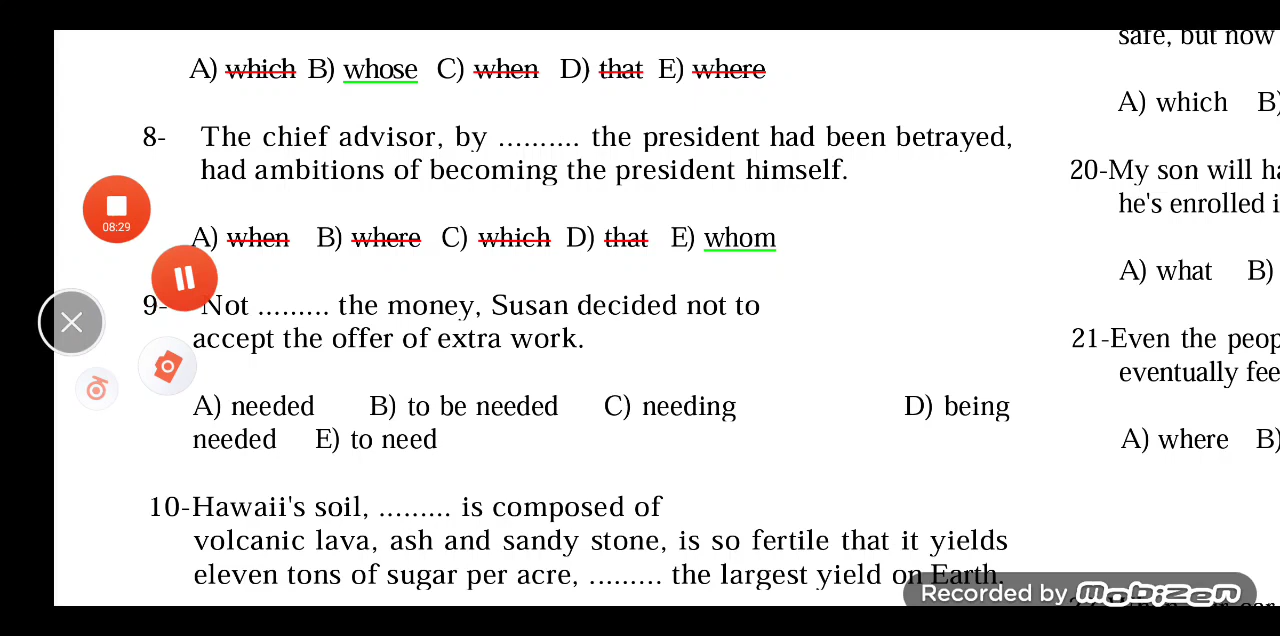 A) which B) whose C) when D) that E) where
8- The chief advisor, by .......... the president had been betrayed,
had ambitions of becoming the president himself.
A) when B) where C) which D) that E) whom
9- Not ......... the money, Susan decided not to
accept the offer of extra work.
A) needed B) to be needed C) needing D) being
needed E) to need
10-Hawaii's soil, ......... is composed of
volcanic lava, ash and sandy stone, is so fertile that it yields
eleven tons of sugar per acre, ......... the largest yield on Earth.
safe, but now
A) which B)
20-My son will ha
he's enrolled i
A) what B)
21-Even the peop
eventually fee
A) where B)
08:29
Recorded by mobizen